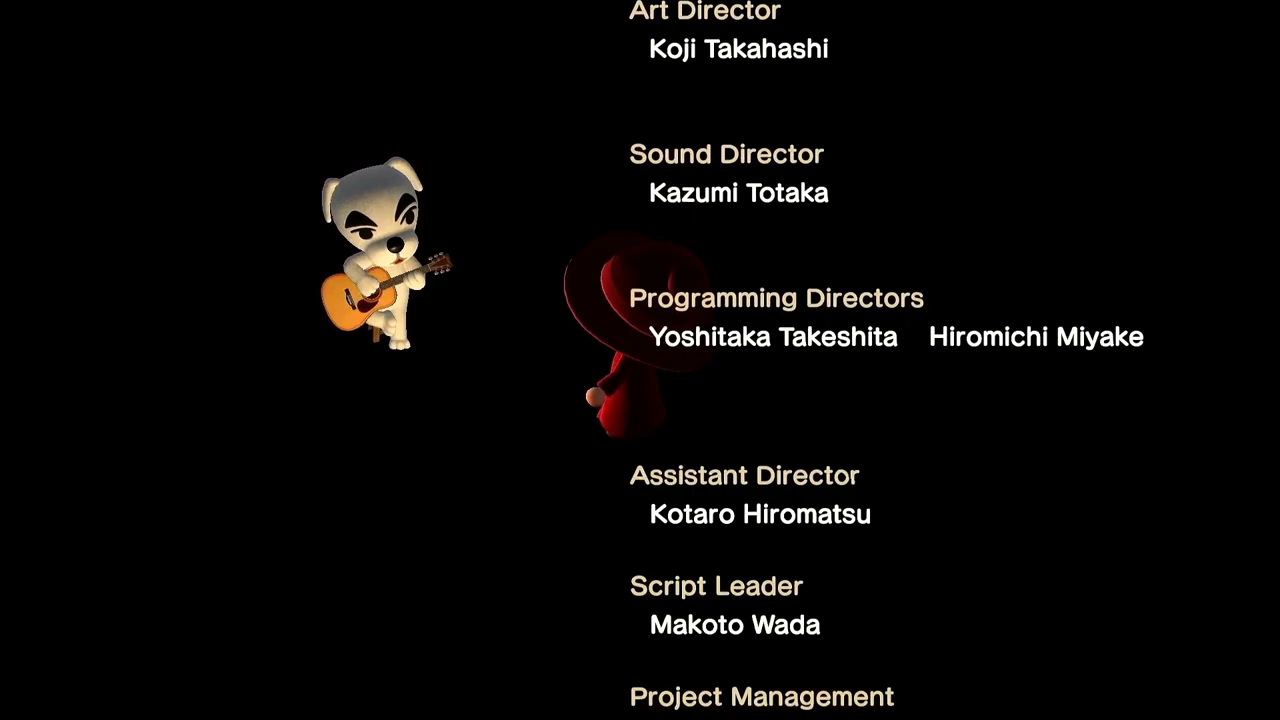 Art Director
Koji Takahashi
Sound Director
Kazumi Totaka
Programming Directors
Yoshitaka Takeshita Hiromichi Miyake
Assistant Director
Kotaro Hiromatsu
Script Leader
Makoto Wada
Project Management